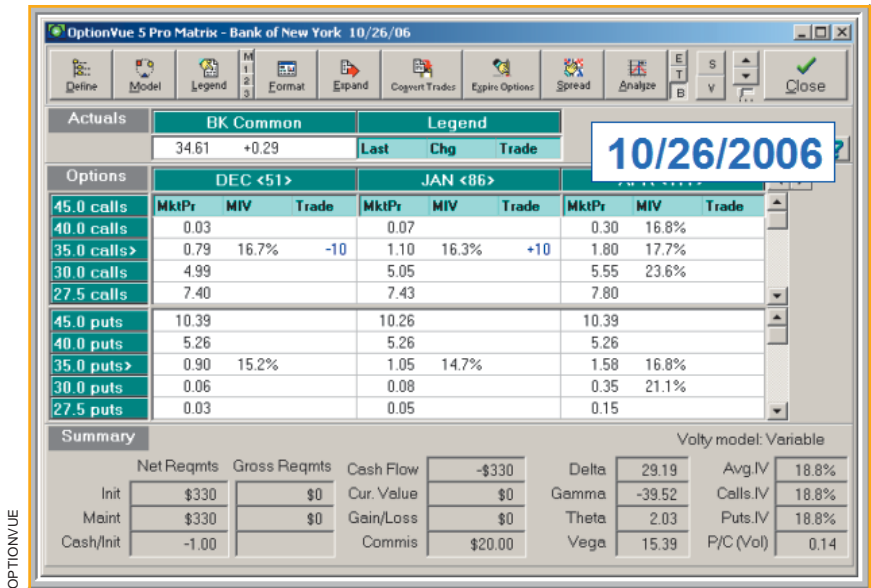 OptionVue 5 Pro Matrix - Bank of New York 10/26/06
Define Model Legend M 1 2 3 Format Expand Convert Trades Expire Options Spread Analyze E T B S V Close
Actuals BK Common Legend
34.61 +0.29 Last Chg Trade
10/26/2006 ?
Options DEC <51> JAN <86>
45.0 calls MktPr MIV Trade MktPr MIV Trade MktPr MIV Trade
40.0 calls 0.03 0.07 0.30 16.8%
35.0 calls> 0.79 16.7% -10 1.10 16.3% +10 1.80 17.7%
30.0 calls 4.99 5.05 5.55 23.6%
27.5 calls 7.40 7.43 7.80
45.0 puts 10.39 10.26 10.39
40.0 puts 5.26 5.26 5.26
35.0 puts> 0.90 15.2% 1.05 14.7% 1.58 16.8%
30.0 puts 0.06 0.08 0.35 21.1%
27.5 puts 0.03 0.05 0.15
Summary Volty model: Variable
Net Reqmts Gross Reqmts Cash Flow -$330 Delta 29.19 Avg.IV 18.8%
Init $330 $0 Cur. Value $0 Gamma -39.52 Calls.IV 18.8%
Maint $330 $0 Gain/Loss $0 Theta 2.03 Puts.IV 18.8%
Cash/Init -1.00 Commis $20.00 Vega 15.39 P/C (Vol) 0.14
OPTIONVUE